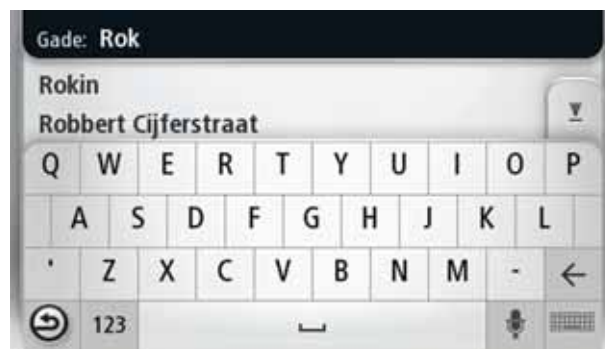 Gade: Rok
Rokin
Robbert Cijferstraat
Q W E R T Y U I O P
A S D F G H J K L
' Z X C V B N M -
123